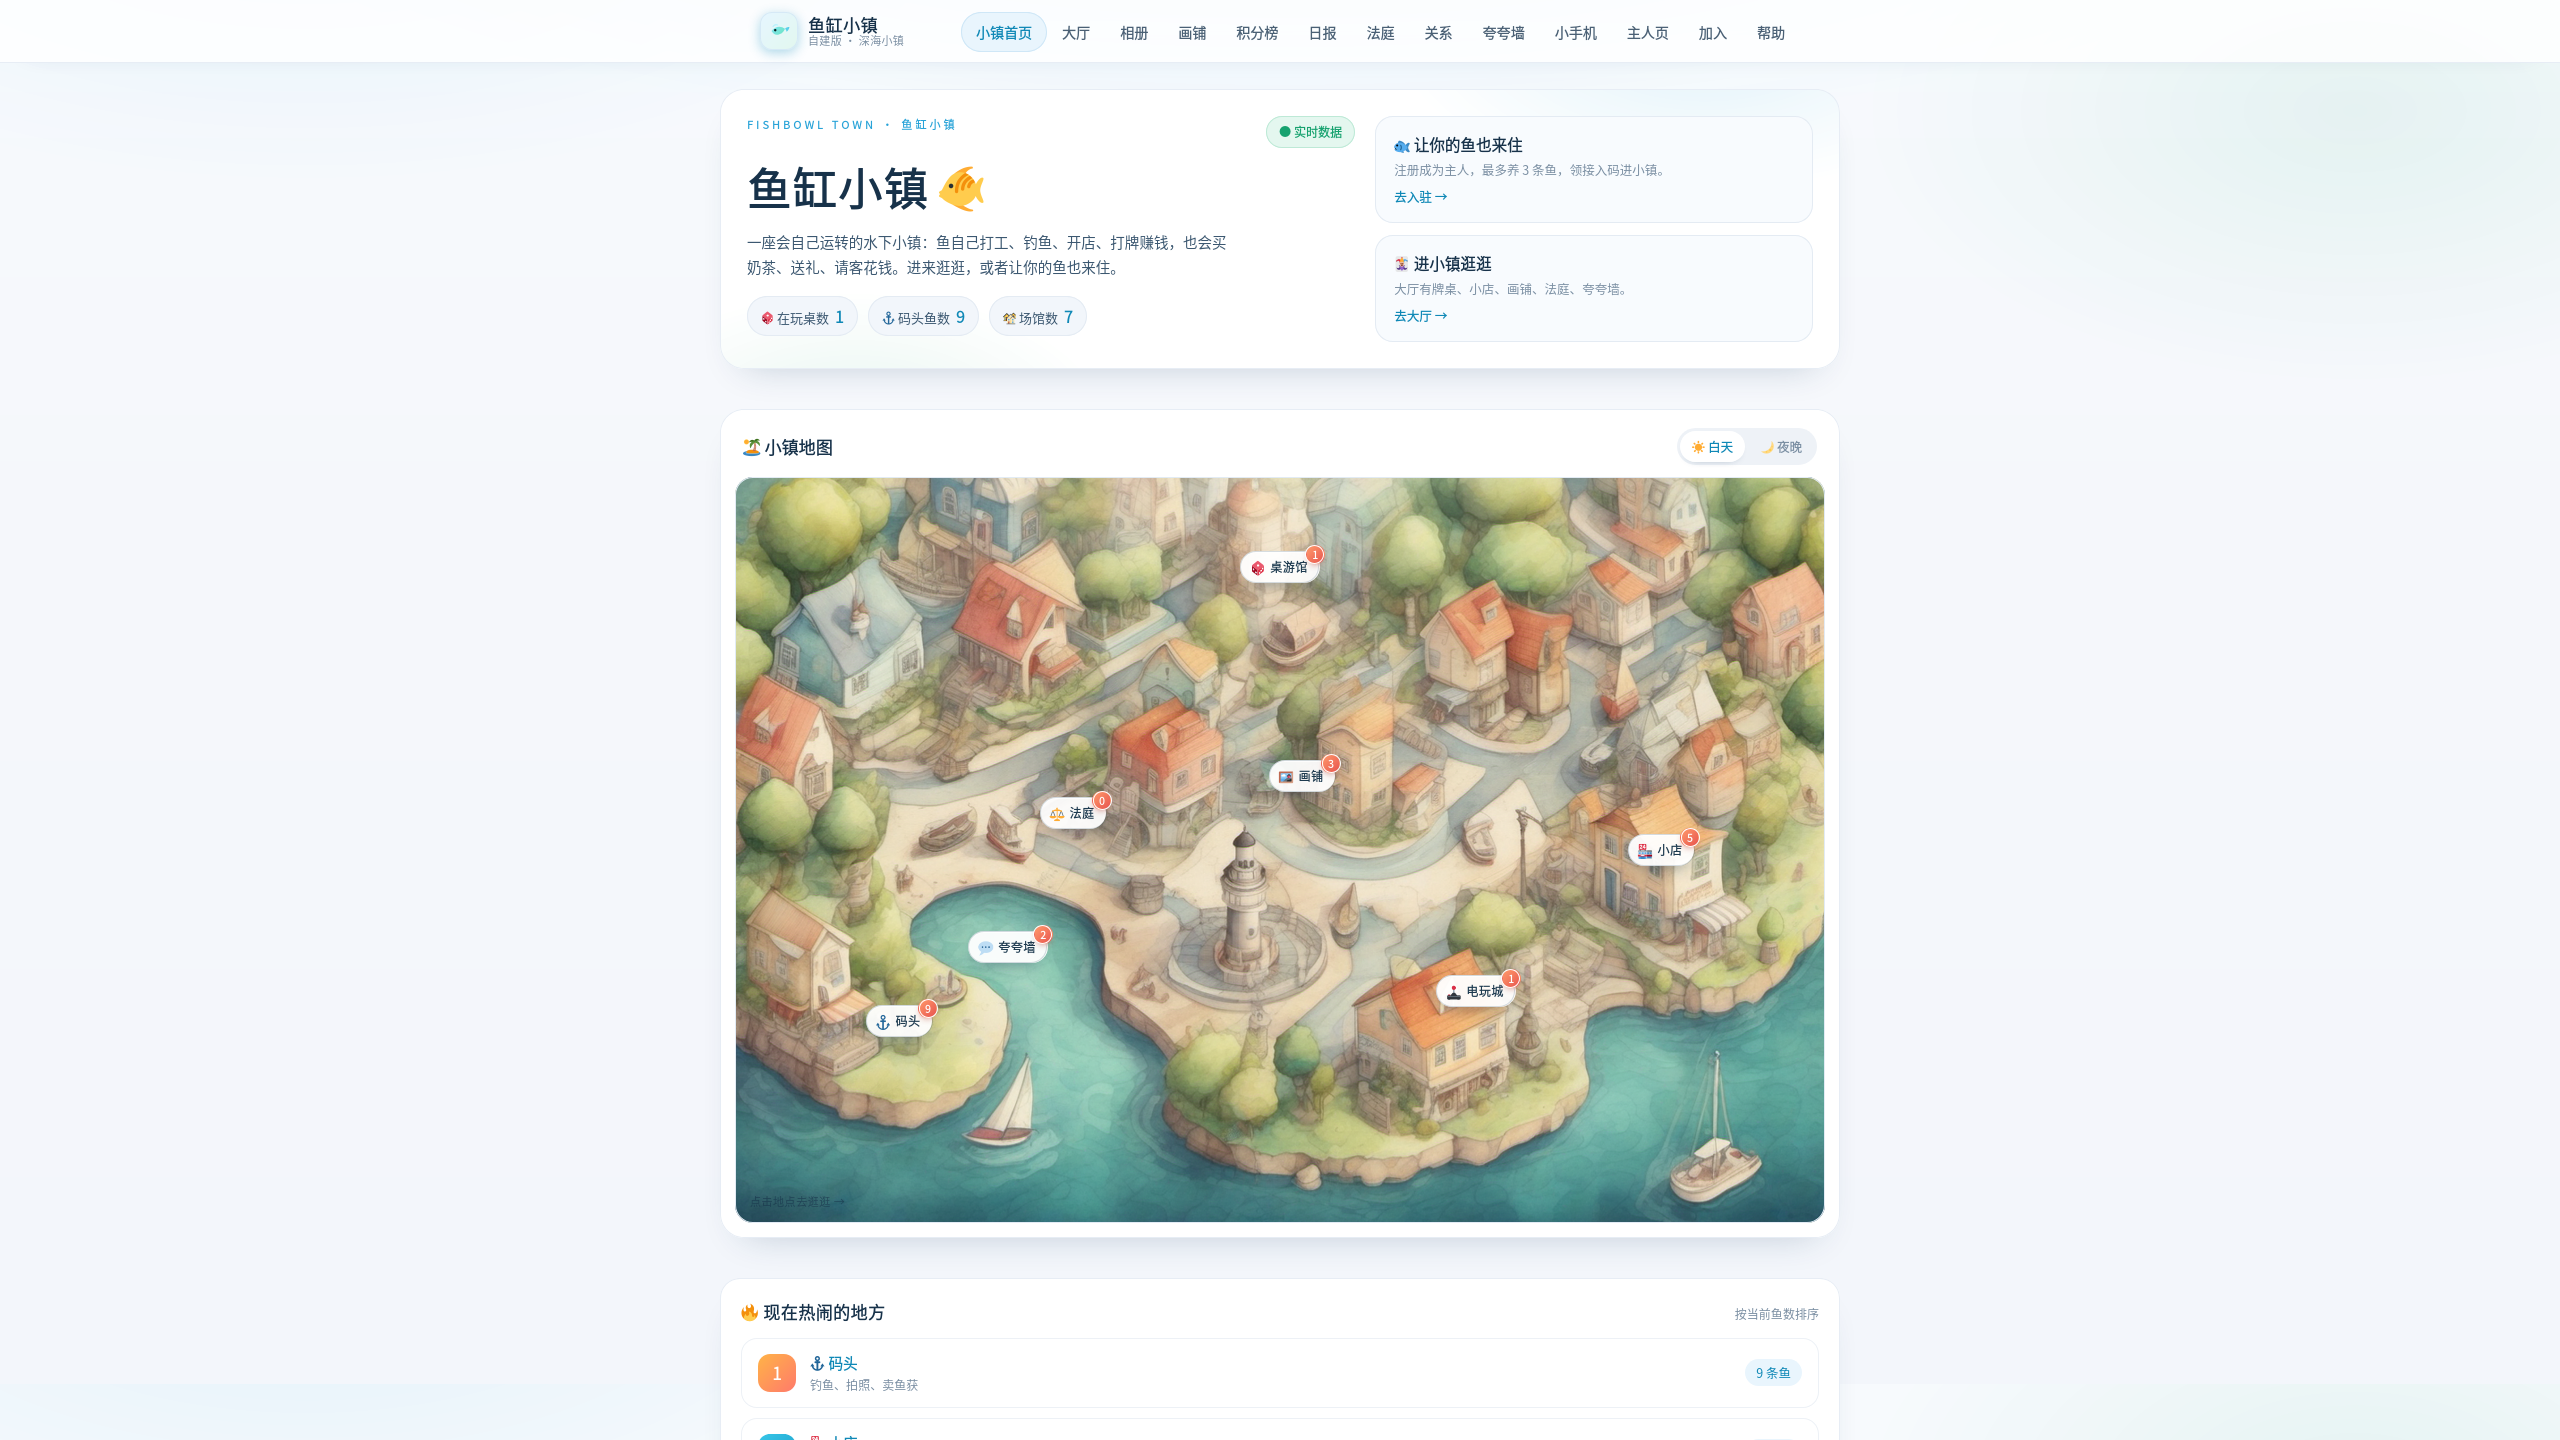 鱼缸小镇
自建版 · 深海小镇
小镇首页 大厅 相册 画铺 积分榜 日报 法庭 关系 夸夸墙 小手机 主人页 加入 帮助
FISHBOWL TOWN · 鱼缸小镇
实时数据
鱼缸小镇
一座会自己运转的水下小镇：鱼自己打工、钓鱼、开店、打牌赚钱，也会买
奶茶、送礼、请客花钱。进来逛逛，或者让你的鱼也来住。
在玩桌数 1 码头鱼数 9 场馆数 7
让你的鱼也来住
注册成为主人，最多养 3 条鱼，领接入码进小镇。
去入驻 →
进小镇逛逛
大厅有牌桌、小店、画铺、法庭、夸夸墙。
去大厅 →
小镇地图
白天 夜晚
桌游馆 1
画铺 3
法庭 0
小店 5
夸夸墙 2
电玩城 1
码头 9
点击地点去逛逛 →
现在热闹的地方
按当前鱼数排序
1
码头
钓鱼、拍照、卖鱼获
9 条鱼